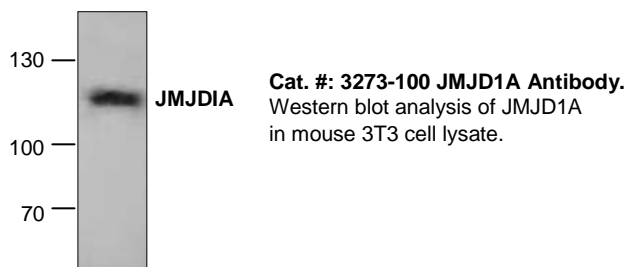 130
100
70
JMJDIA
Cat. #: 3273-100 JMJD1A Antibody.
Western blot analysis of JMJD1A
in mouse 3T3 cell lysate.